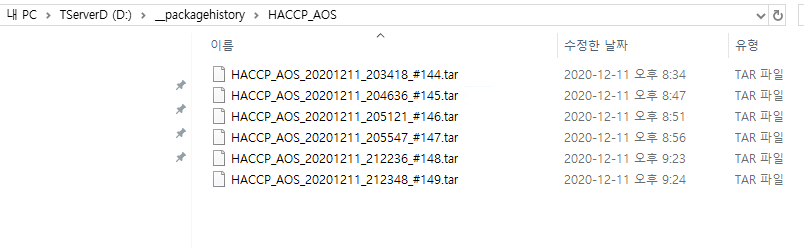 내 PC > TServerD (D:) > __packagehistory > HACCP_AOS
이름 수정한 날짜 유형
HACCP_AOS_20201211_203418_#144.tar 2020-12-11 오후 8:34 TAR 파일
HACCP_AOS_20201211_204636_#145.tar 2020-12-11 오후 8:47 TAR 파일
HACCP_AOS_20201211_205121_#146.tar 2020-12-11 오후 8:51 TAR 파일
HACCP_AOS_20201211_205547_#147.tar 2020-12-11 오후 8:56 TAR 파일
HACCP_AOS_20201211_212236_#148.tar 2020-12-11 오후 9:23 TAR 파일
HACCP_AOS_20201211_212348_#149.tar 2020-12-11 오후 9:24 TAR 파일